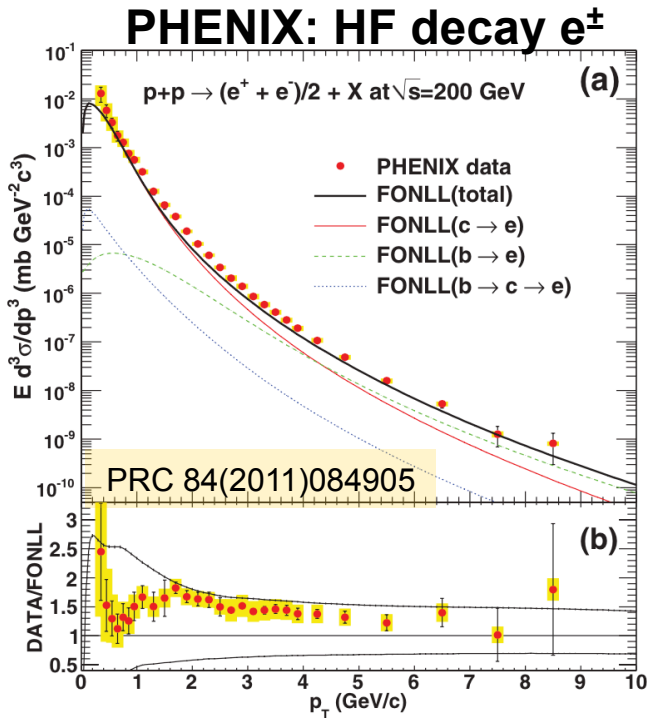 PHENIX: HF decay e±
(a)
p+p → (e⁺ + e⁻)/2 + X at √s=200 GeV
PHENIX data
FONLL(total)
FONLL(c → e)
FONLL(b → e)
FONLL(b → c → e)
E d³σ/dp³ (mb GeV⁻²c³)
10⁻¹
10⁻²
10⁻³
10⁻⁴
10⁻⁵
10⁻⁶
10⁻⁷
10⁻⁸
10⁻⁹
10⁻¹⁰
PRC 84(2011)084905
(b)
DATA/FONLL
3
2.5
2
1.5
1
0.5
0 1 2 3 4 5 6 7 8 9 10
p_T (GeV/c)